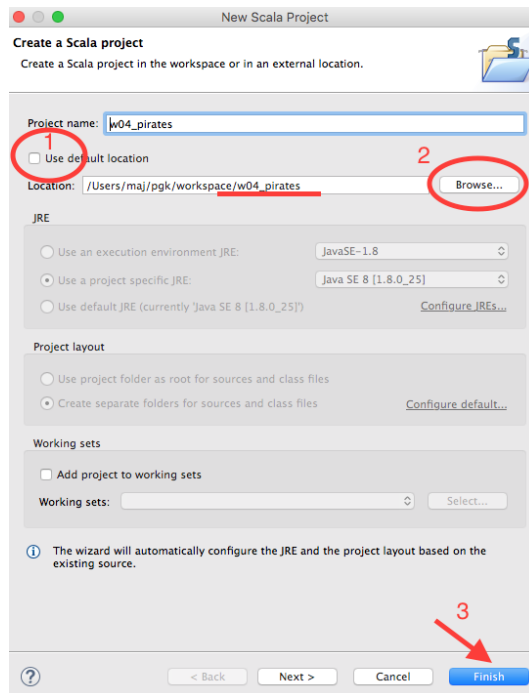 New Scala Project
Create a Scala project
Create a Scala project in the workspace or in an external location.
Project name: w04_pirates
1
Use default location
2
Location: /Users/maj/pgk/workspace/w04_pirates Browse...
JRE
Use an execution environment JRE: JavaSE-1.8
Use a project specific JRE: Java SE 8 [1.8.0_25]
Use default JRE (currently 'Java SE 8 [1.8.0_25]') Configure JREs...
Project layout
Use project folder as root for sources and class files
Create separate folders for sources and class files Configure default...
Working sets
Add project to working sets
Working sets: Select...
The wizard will automatically configure the JRE and the project layout based on the
existing source.
3
? < Back Next > Cancel Finish